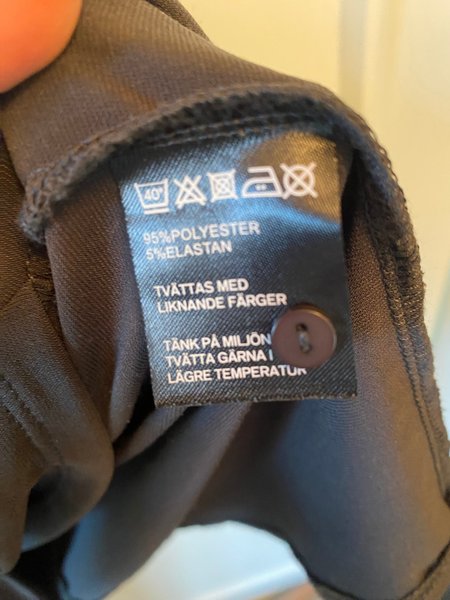 40°
95%POLYESTER
5%ELASTAN
TVÄTTAS MED
LIKNANDE FÄRGER
TÄNK PÅ MILJÖN
TVÄTTA GÄRNA I
LÄGRE TEMPERATUR